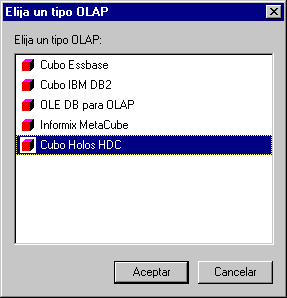 Elija un tipo OLAP
Elija un tipo OLAP:
Cubo Essbase
Cubo IBM DB2
OLE DB para OLAP
Informix MetaCube
Cubo Holos HDC
Aceptar
Cancelar